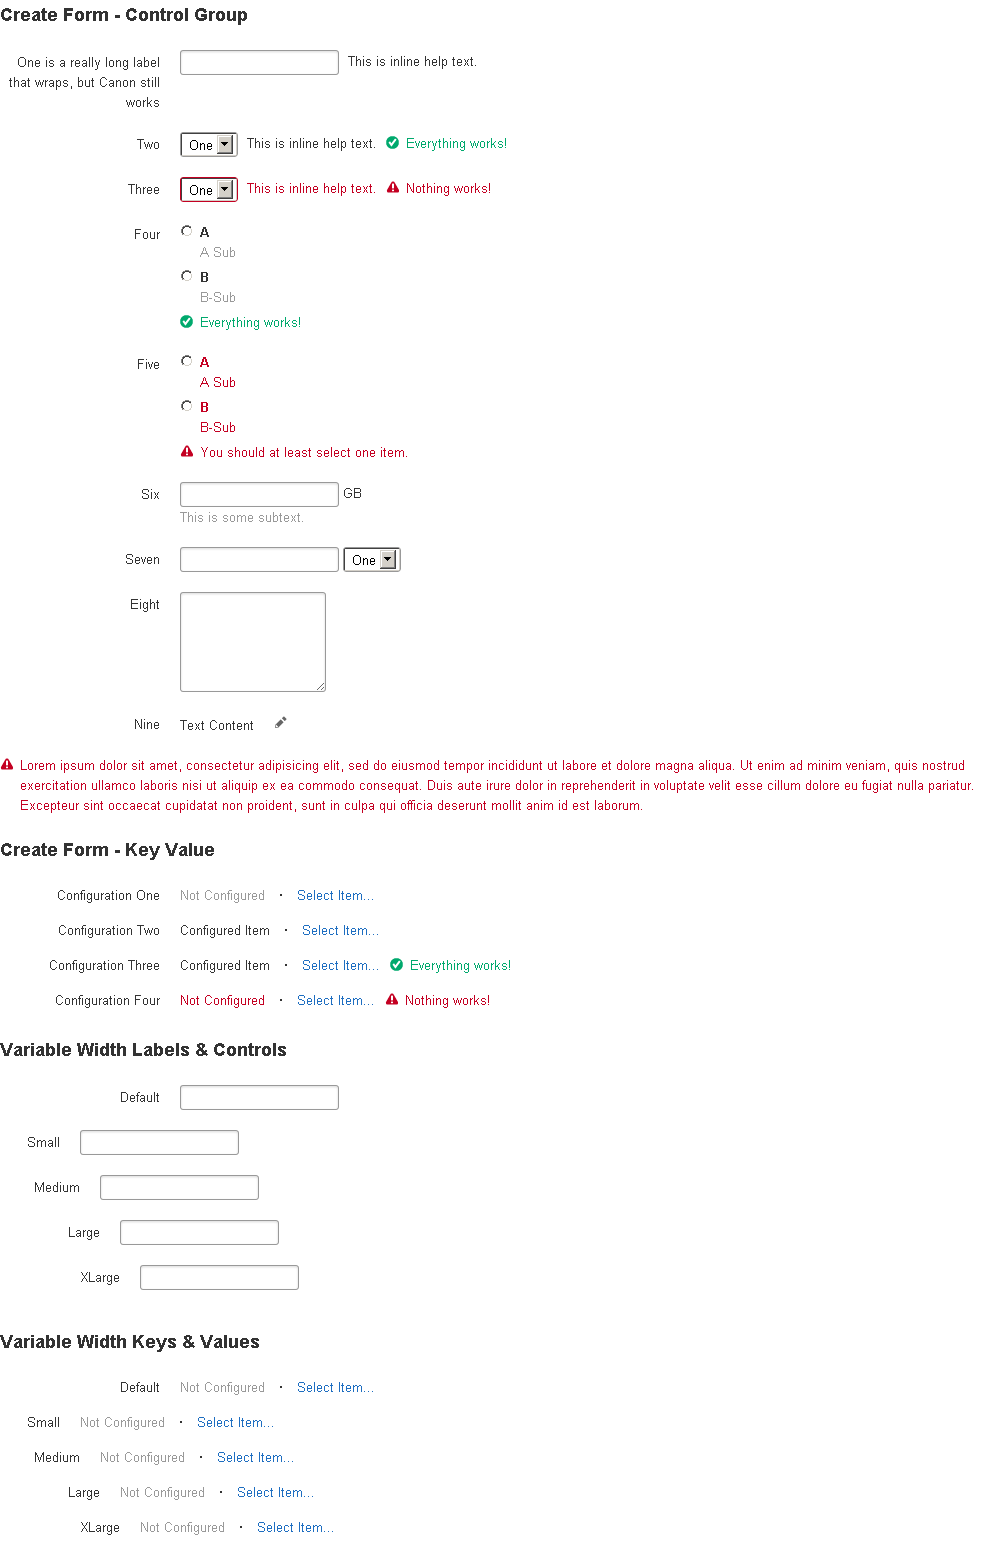 Create Form - Control Group
One is a really long label
that wraps, but Canon still
works
This is inline help text.
Two One This is inline help text. Everything works!
Three One This is inline help text. Nothing works!
Four A
A Sub
B
B-Sub
Everything works!
Five A
A Sub
B
B-Sub
You should at least select one item.
Six GB
This is some subtext.
Seven One
Eight
Nine Text Content
Lorem ipsum dolor sit amet, consectetur adipisicing elit, sed do eiusmod tempor incididunt ut labore et dolore magna aliqua. Ut enim ad minim veniam, quis nostrud
exercitation ullamco laboris nisi ut aliquip ex ea commodo consequat. Duis aute irure dolor in reprehenderit in voluptate velit esse cillum dolore eu fugiat nulla pariatur.
Excepteur sint occaecat cupidatat non proident, sunt in culpa qui officia deserunt mollit anim id est laborum.
Create Form - Key Value
Configuration One Not Configured · Select Item...
Configuration Two Configured Item · Select Item...
Configuration Three Configured Item · Select Item... Everything works!
Configuration Four Not Configured · Select Item... Nothing works!
Variable Width Labels & Controls
Default
Small
Medium
Large
XLarge
Variable Width Keys & Values
Default Not Configured · Select Item...
Small Not Configured · Select Item...
Medium Not Configured · Select Item...
Large Not Configured · Select Item...
XLarge Not Configured · Select Item...